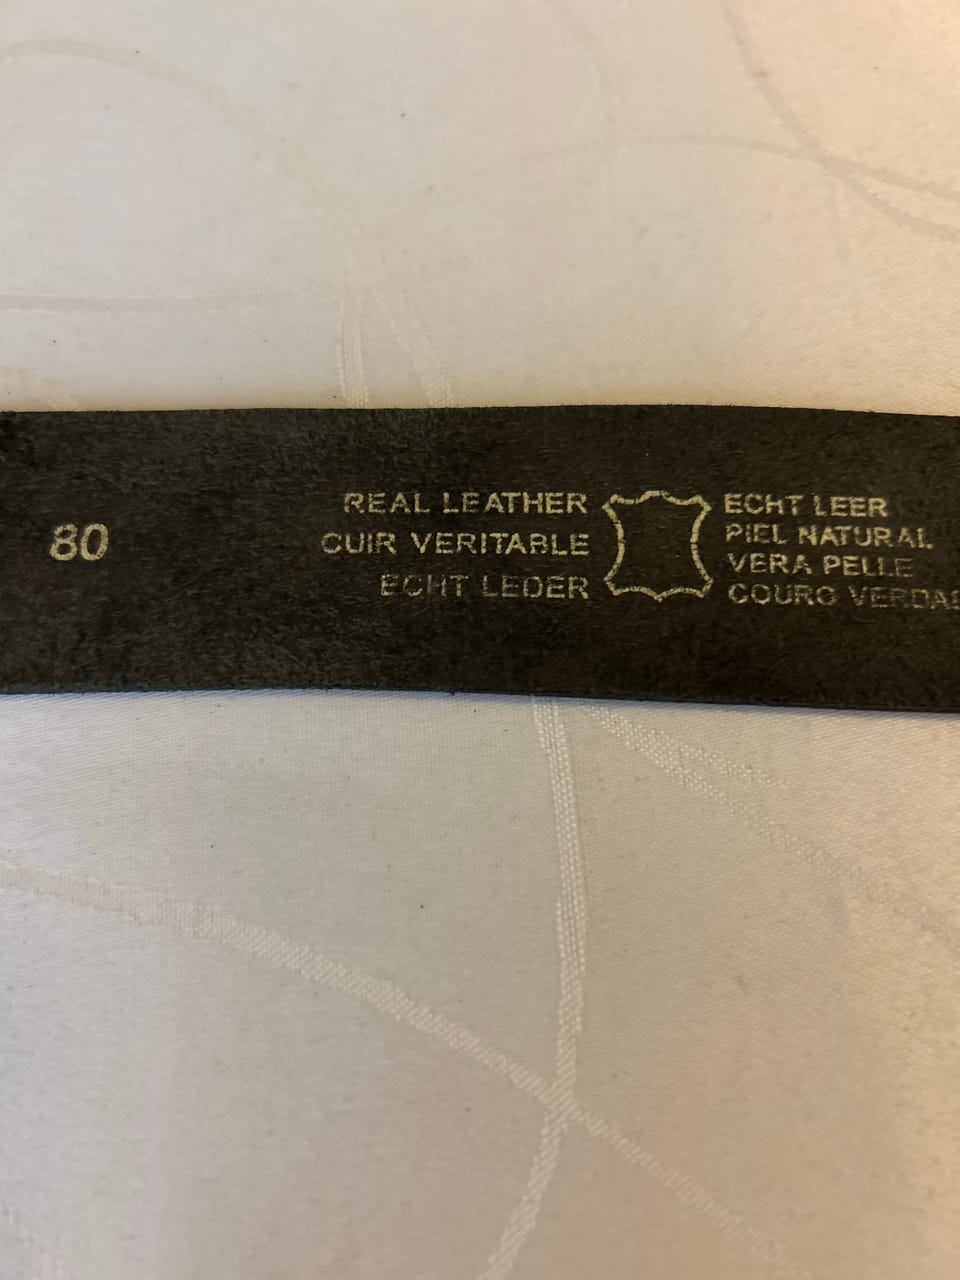 80
REAL LEATHER
CUIR VERITABLE
ECHT LEDER
ECHT LEER
PIEL NATURAL
VERA PELLE
COURO